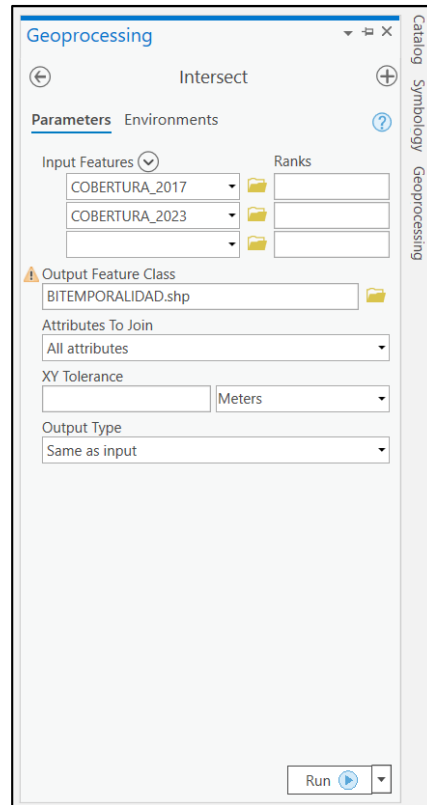 Geoprocessing
Intersect
Parameters Environments
Input Features Ranks
COBERTURA_2017
COBERTURA_2023
Output Feature Class
BITEMPORALIDAD.shp
Attributes To Join
All attributes
XY Tolerance
Meters
Output Type
Same as input
Run
Catalog
Symbology
Geoprocessing